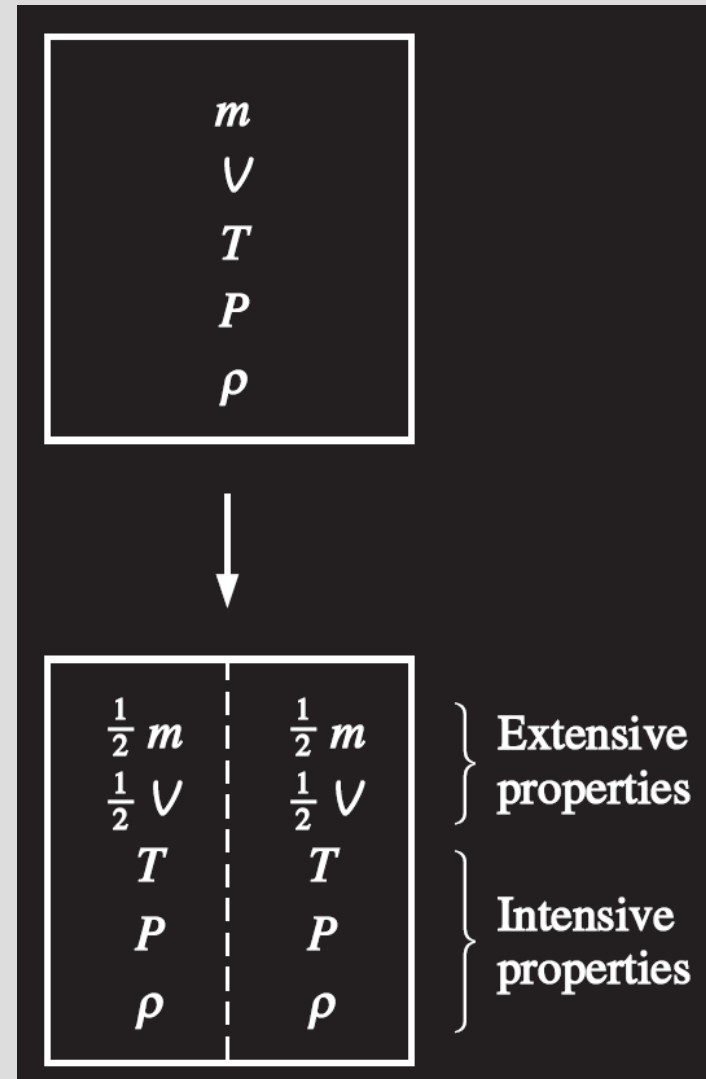 m
V
T
P
ρ
½ m ½ m
½ V ½ V
Extensive
properties
T T
P P
ρ ρ
Intensive
properties